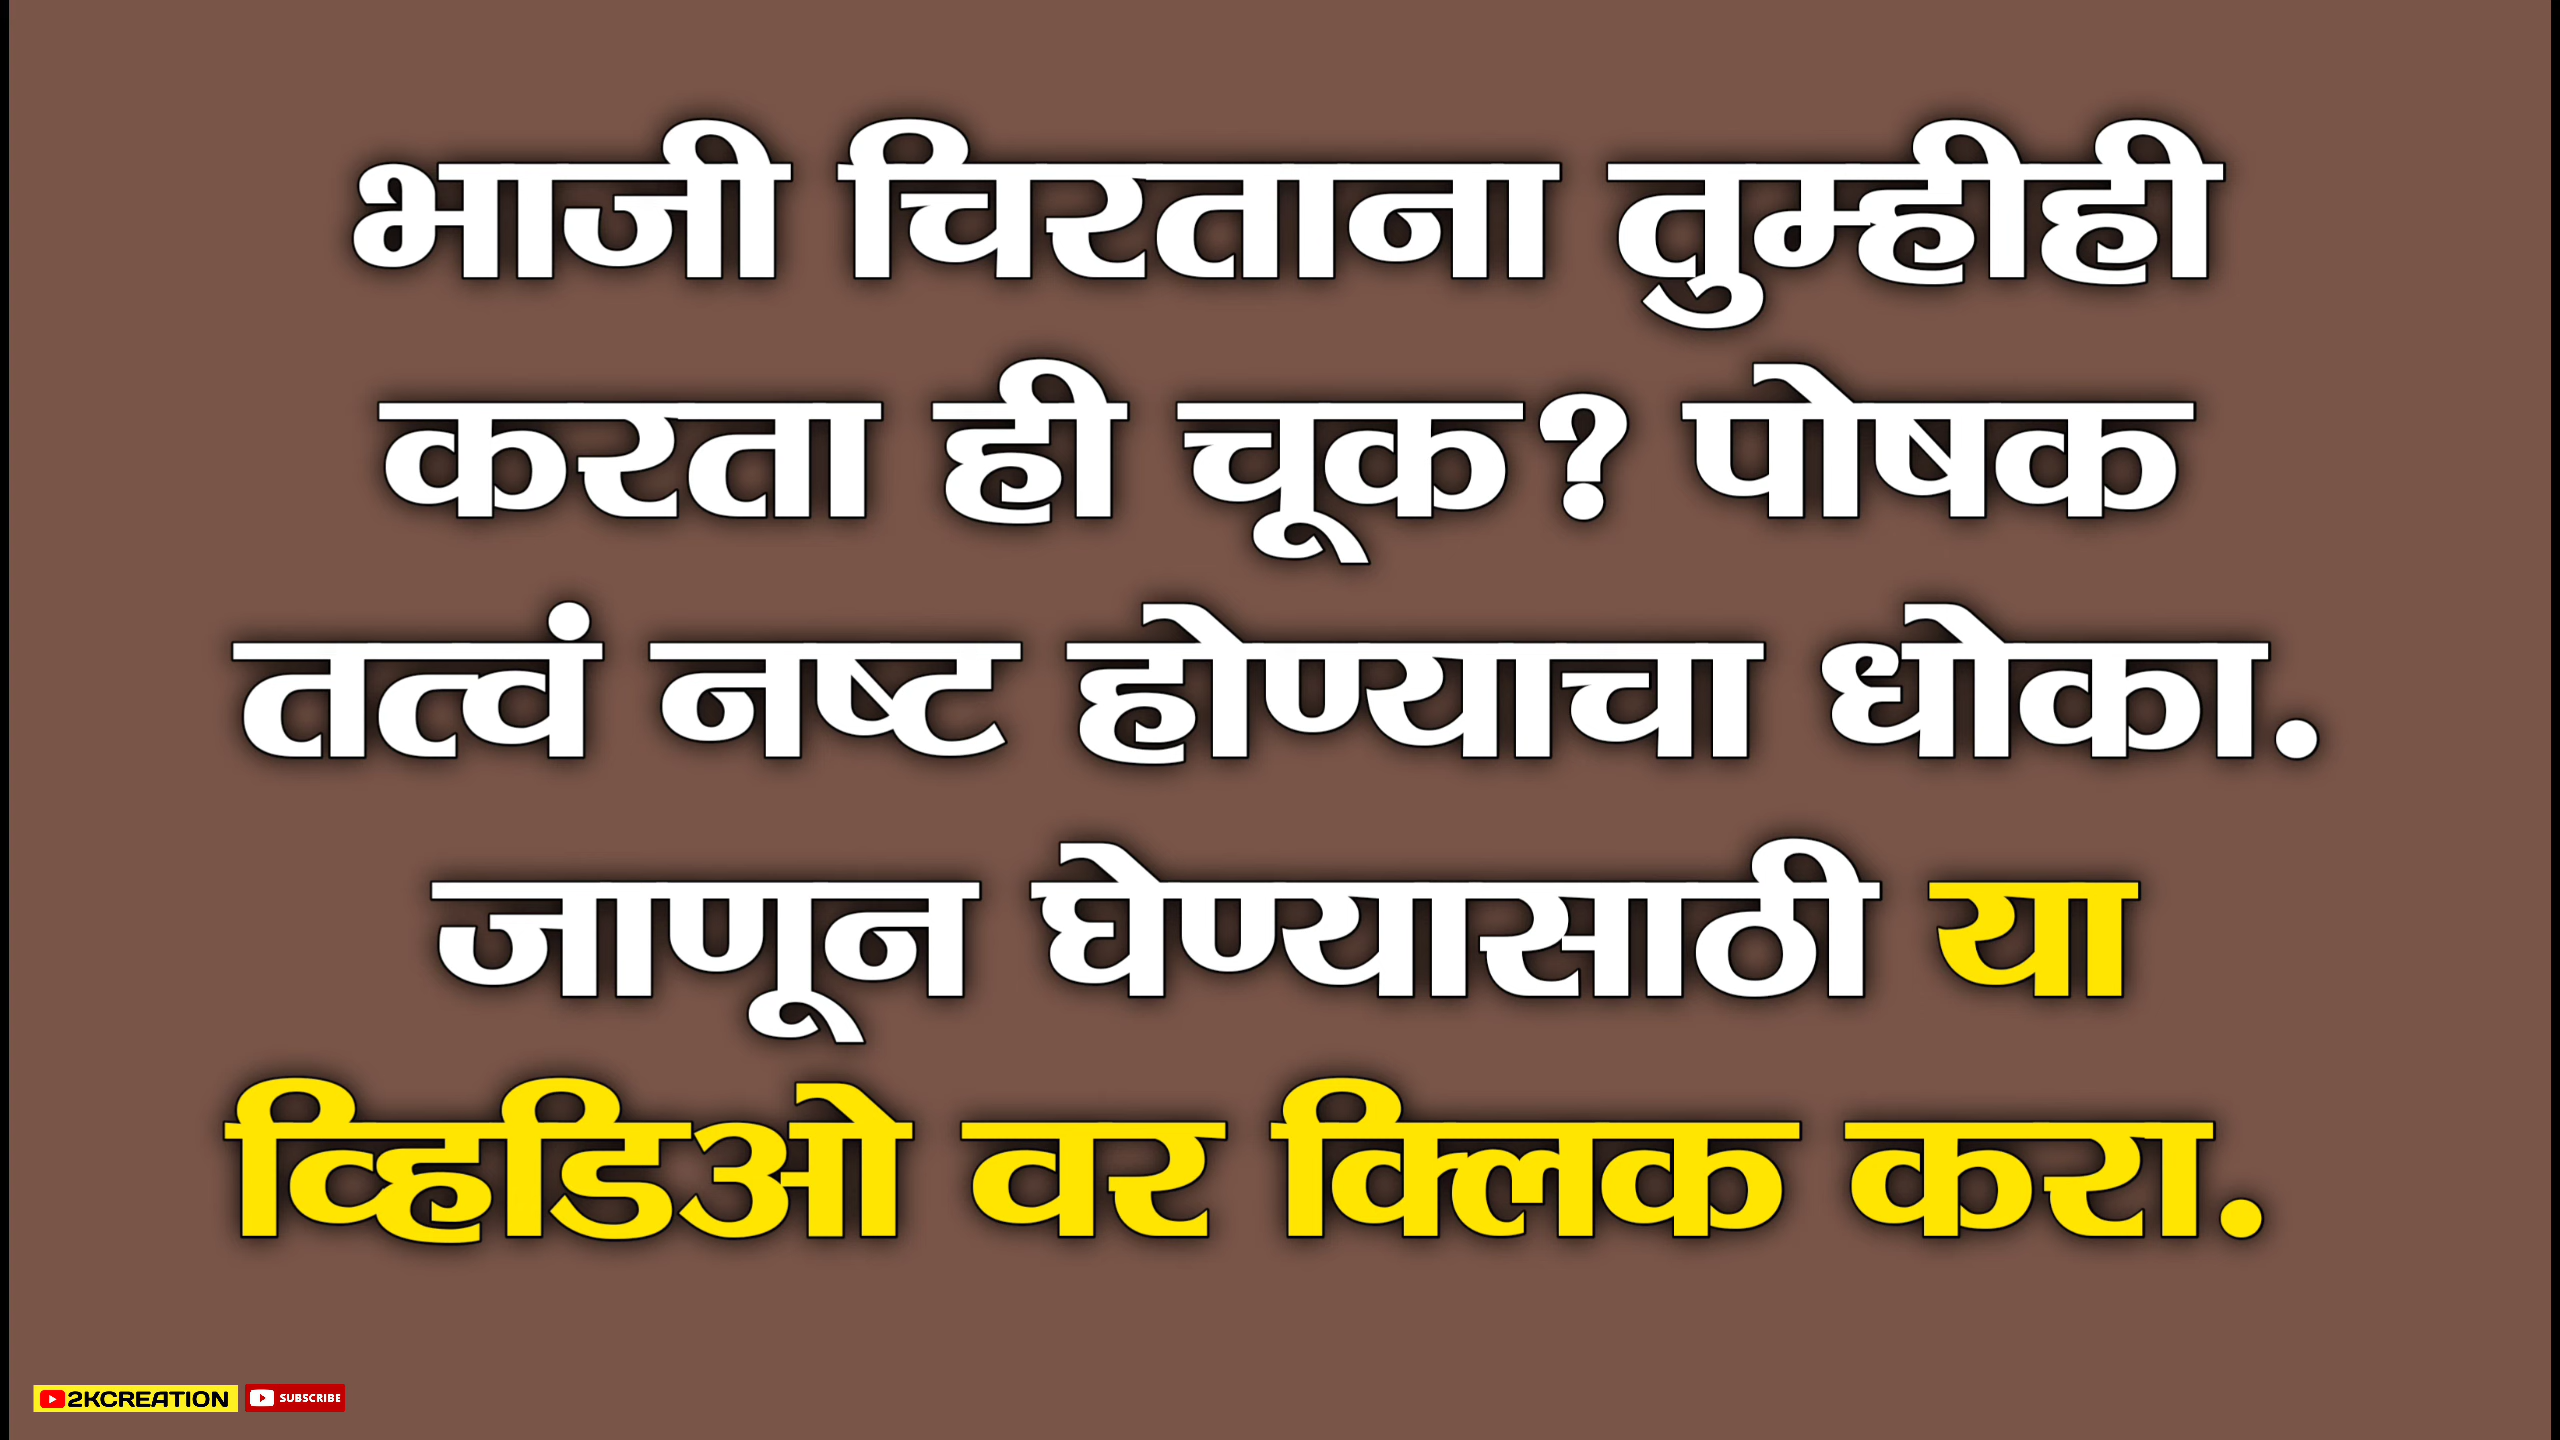 भाजी चिरताना तुम्हीही
करता ही चूक? पोषक
तत्वं नष्ट होण्याचा धोका.
जाणून घेण्यासाठी या
व्हिडिओ वर क्लिक करा.
2KCREATION SUBSCRIBE